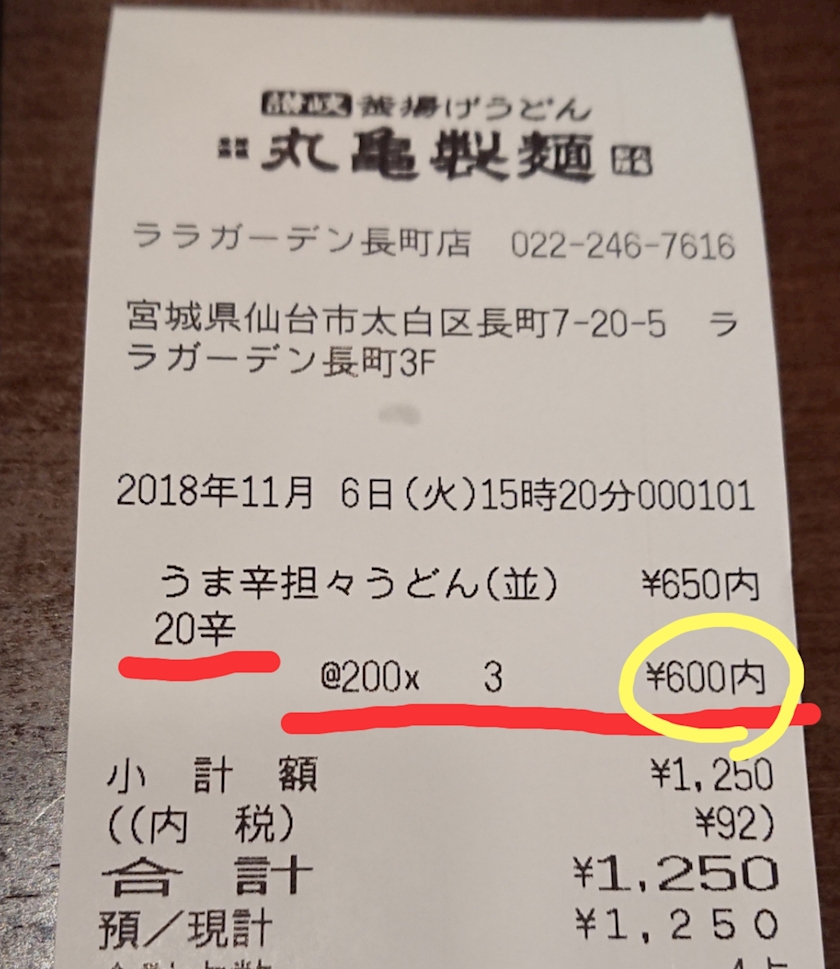 讃岐釜揚げうどん
丸亀製麺
ララガーデン長町店 022-246-7616
宮城県仙台市太白区長町7-20-5 ラ
ラガーデン長町3F
2018年11月 6日(火)15時20分000101
うま辛担々うどん(並) ¥650内
20辛
@200x 3 ¥600内
小 計 額 ¥1,250
((内 税) ¥92)
合 計 ¥1,250
預/現計 ¥1,250